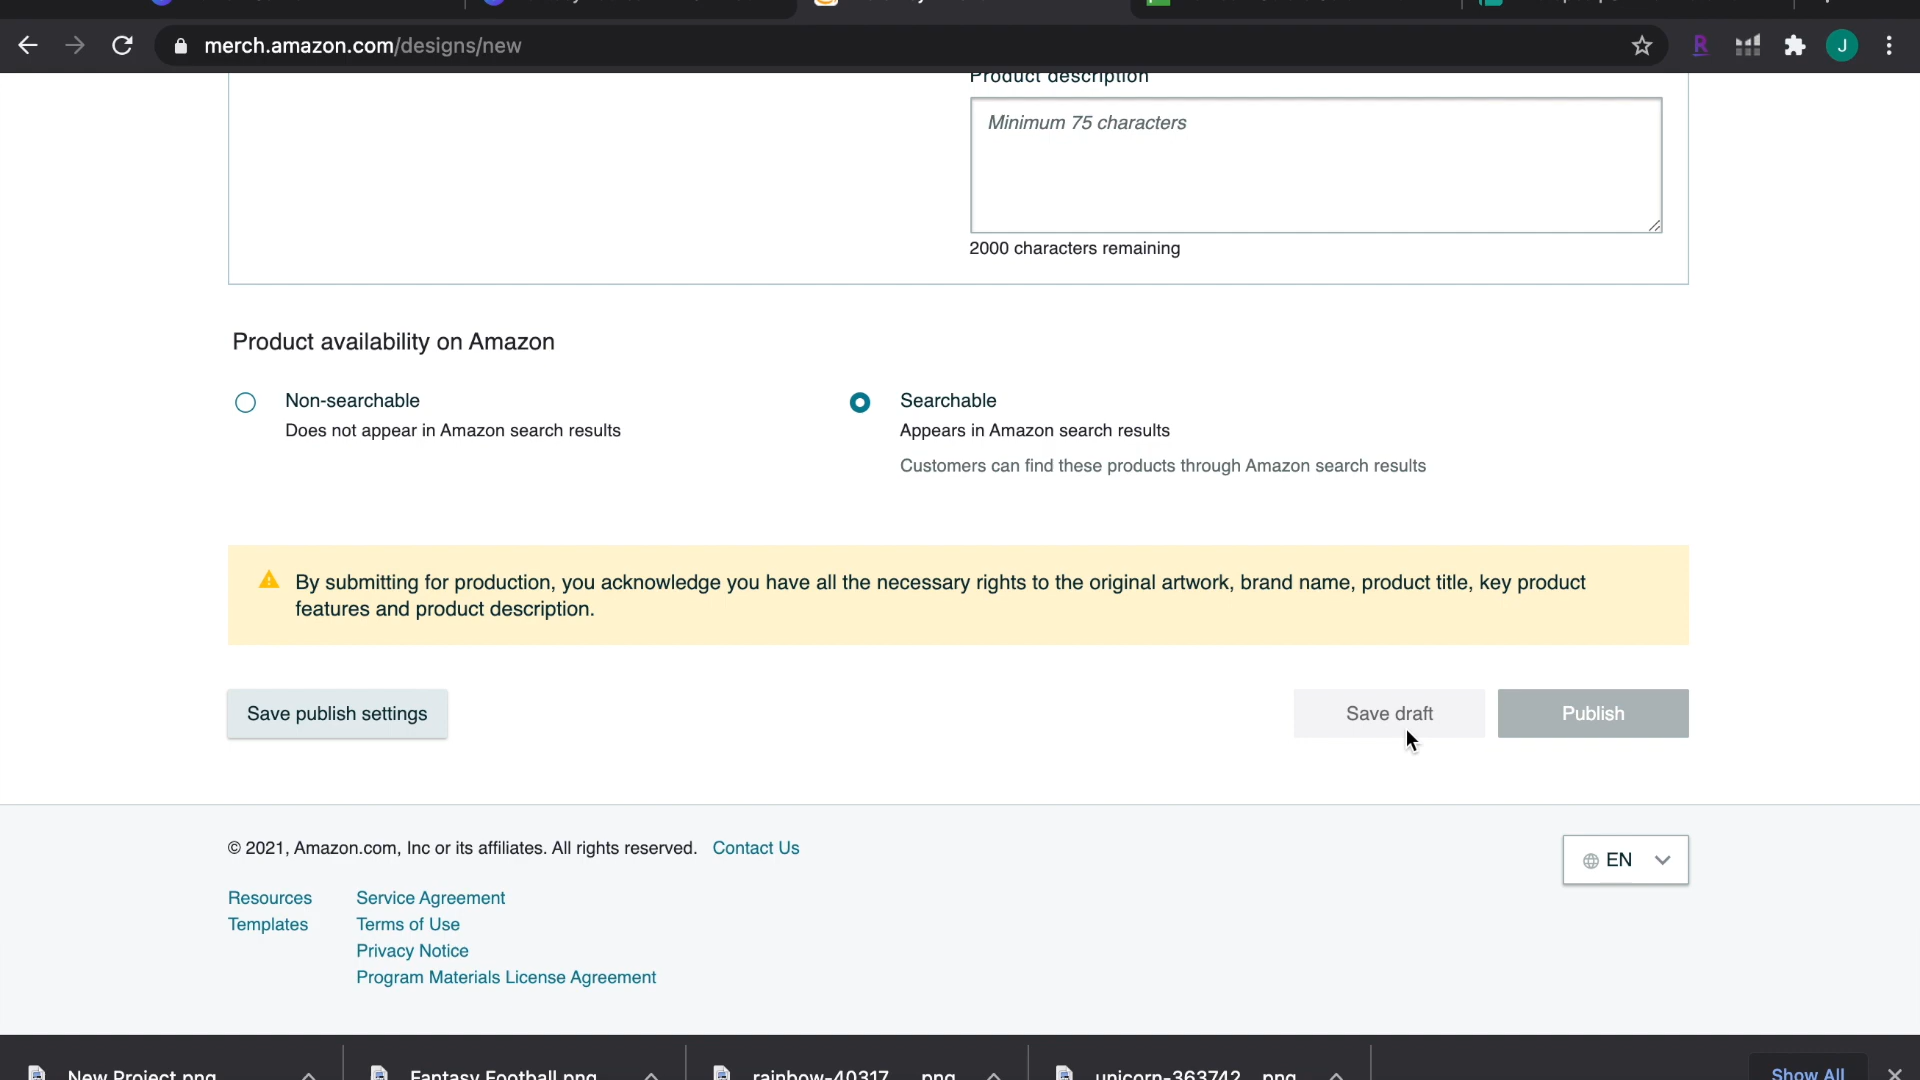 merch.amazon.com/designs/new
R
J
Product description
Minimum 75 characters
2000 characters remaining
Product availability on Amazon
Non-searchable
Does not appear in Amazon search results
Searchable
Appears in Amazon search results
Customers can find these products through Amazon search results
By submitting for production, you acknowledge you have all the necessary rights to the original artwork, brand name, product title, key product
features and product description.
Save publish settings
Save draft
Publish
© 2021, Amazon.com, Inc or its affiliates. All rights reserved. Contact Us
EN
Resources
Service Agreement
Templates
Terms of Use
Privacy Notice
Program Materials License Agreement
New Project.png
Fantasy Football.png
rainbow-40317....png
unicorn-363742....png
Show All